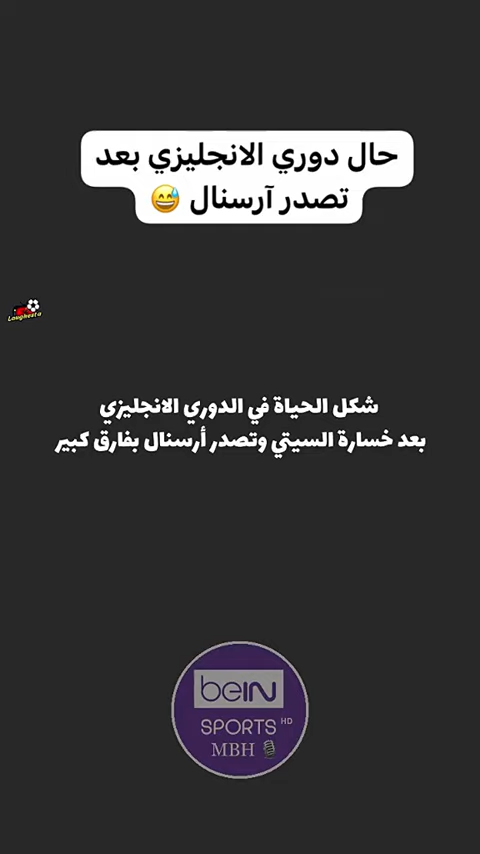 حال دوري الانجليزي بعد
تصدر آرسنال 😅
Laughesta
شكل الحياة في الدوري الانجليزي
بعد خسارة السيتي وتصدر أرسنال بفارق كبير
beIN
SPORTS HD
MBH